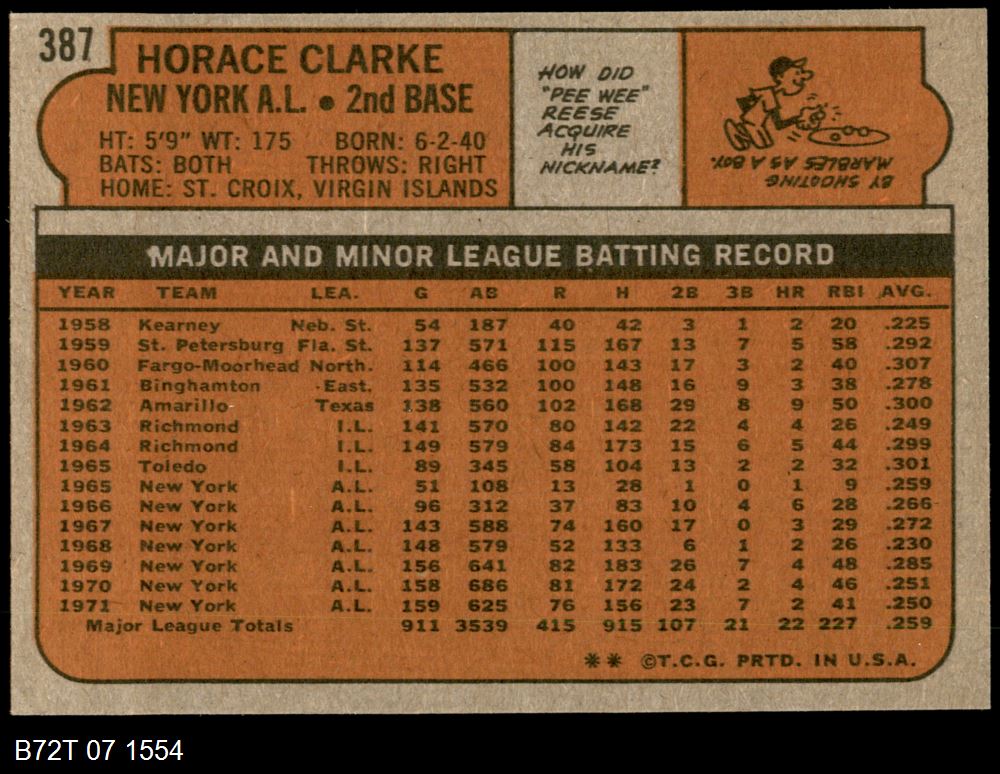 387
HORACE CLARKE
NEW YORK A.L. • 2nd BASE
HT: 5'9" WT: 175 BORN: 6-2-40
BATS: BOTH THROWS: RIGHT
HOME: ST. CROIX, VIRGIN ISLANDS
HOW DID
"PEE WEE"
REESE
ACQUIRE
HIS
NICKNAME?
BY SHOOTING
MARBLES AS A BOY.
MAJOR AND MINOR LEAGUE BATTING RECORD
YEAR TEAM LEA. G AB R H 2B 3B HR RBI AVG.
1958 Kearney Neb. St. 54 187 40 42 3 1 2 20 .225
1959 St. Petersburg Fla. St. 137 571 115 167 13 7 5 58 .292
1960 Fargo-Moorhead North. 114 466 100 143 17 3 2 40 .307
1961 Binghamton East. 135 532 100 148 16 9 3 38 .278
1962 Amarillo Texas 138 560 102 168 29 8 9 50 .300
1963 Richmond I.L. 141 570 80 142 22 4 4 26 .249
1964 Richmond I.L. 149 579 84 173 15 6 5 44 .299
1965 Toledo I.L. 89 345 58 104 13 2 2 32 .301
1965 New York A.L. 51 108 13 28 1 0 1 9 .259
1966 New York A.L. 96 312 37 83 10 4 6 28 .266
1967 New York A.L. 143 588 74 160 17 0 3 29 .272
1968 New York A.L. 148 579 52 133 6 1 2 26 .230
1969 New York A.L. 156 641 82 183 26 7 4 48 .285
1970 New York A.L. 158 686 81 172 24 2 4 46 .251
1971 New York A.L. 159 625 76 156 23 7 2 41 .250
Major League Totals 911 3539 415 915 107 21 22 227 .259
** ©T.C.G. PRTD. IN U.S.A.
B72T 07 1554